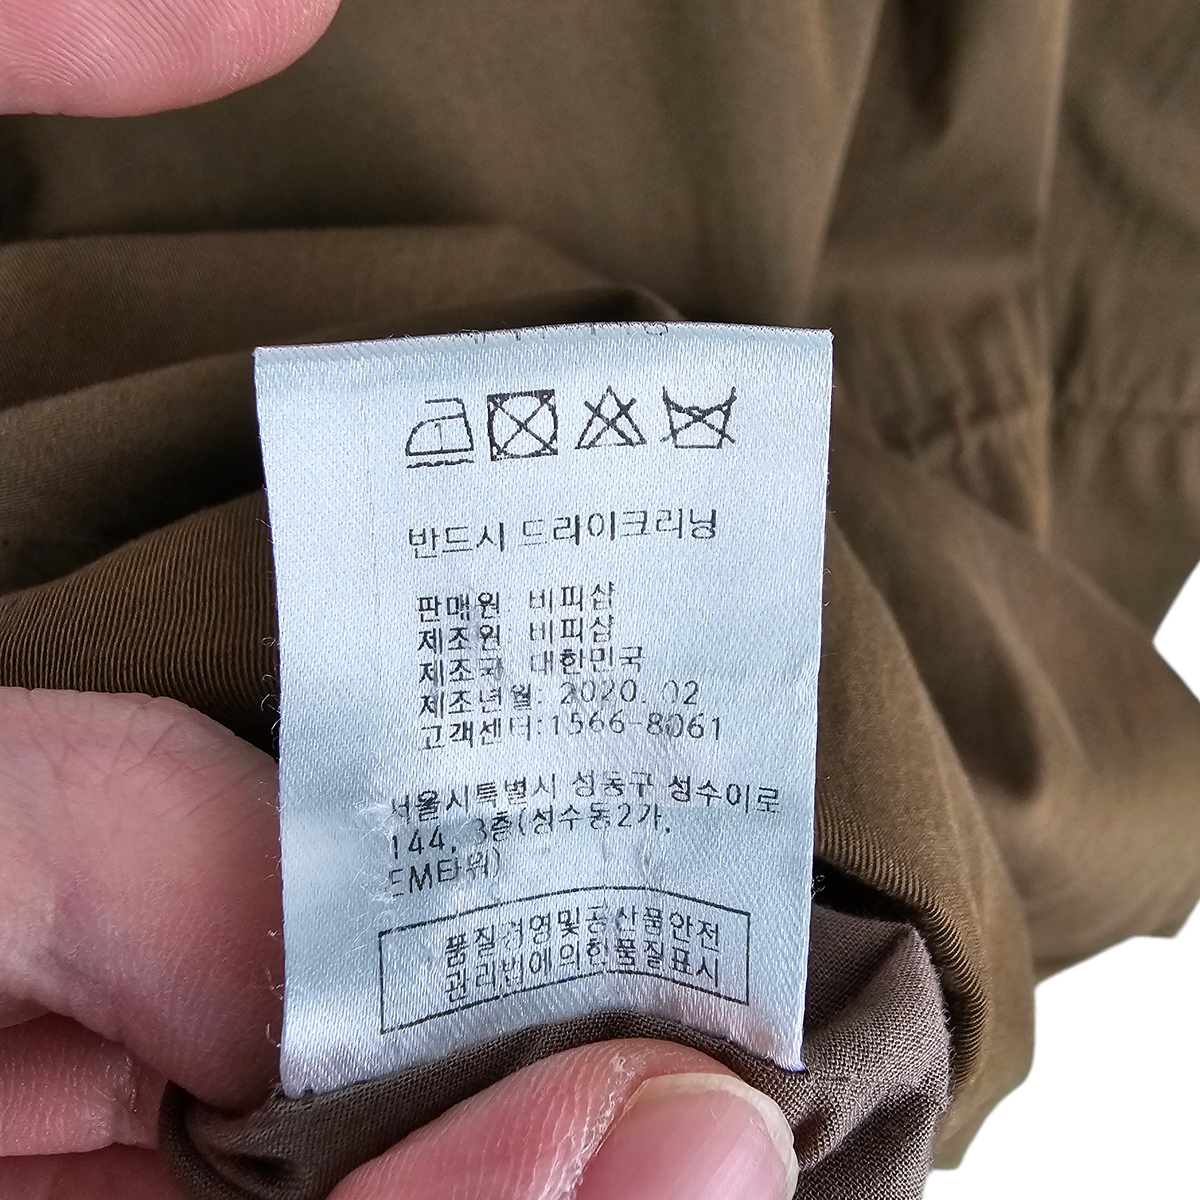 반드시 드라이크리닝
판매원: 비피샵
제조원: 비피샵
제조국 대한민국
제조년월: 2020. 02
고객센터:1566-8061
서울시특별시 성동구 성수이로
144, 3층(성수동2가,
SM타워)
품질경영및공산품안전
관리법에의한품질표시